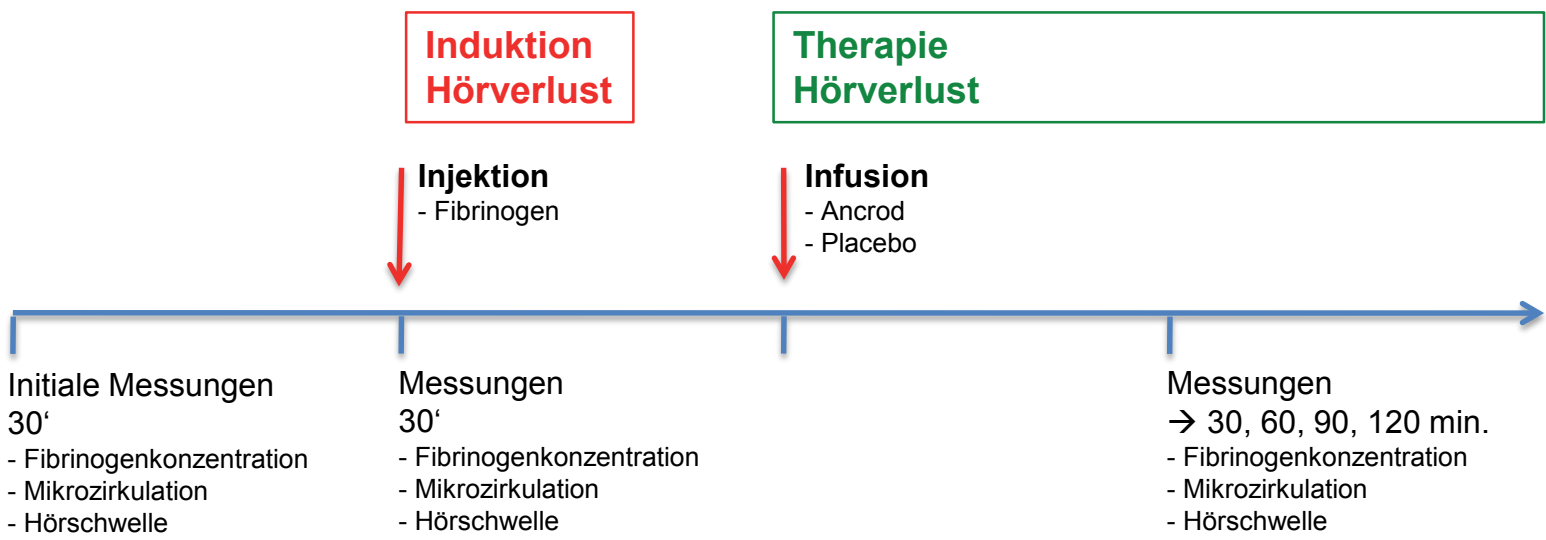 Induktion
Hörverlust
Therapie
Hörverlust
Injektion
- Fibrinogen
Infusion
- Ancrod
- Placebo
Initiale Messungen
30‘
- Fibrinogenkonzentration
- Mikrozirkulation
- Hörschwelle
Messungen
30‘
- Fibrinogenkonzentration
- Mikrozirkulation
- Hörschwelle
Messungen
→ 30, 60, 90, 120 min.
- Fibrinogenkonzentration
- Mikrozirkulation
- Hörschwelle